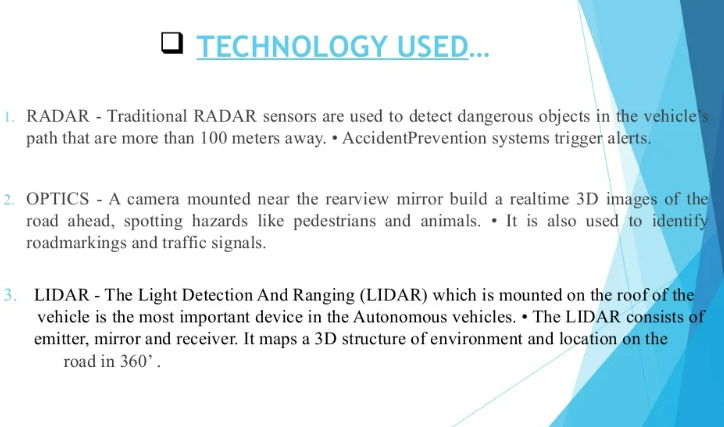 ❑ TECHNOLOGY USED...
1. RADAR - Traditional RADAR sensors are used to detect dangerous objects in the vehicle's
path that are more than 100 meters away. • AccidentPrevention systems trigger alerts.
2. OPTICS - A camera mounted near the rearview mirror build a realtime 3D images of the
road ahead, spotting hazards like pedestrians and animals. • It is also used to identify
roadmarkings and traffic signals.
3. LIDAR - The Light Detection And Ranging (LIDAR) which is mounted on the roof of the
vehicle is the most important device in the Autonomous vehicles. • The LIDAR consists of
emitter, mirror and receiver. It maps a 3D structure of environment and location on the
road in 360’ .